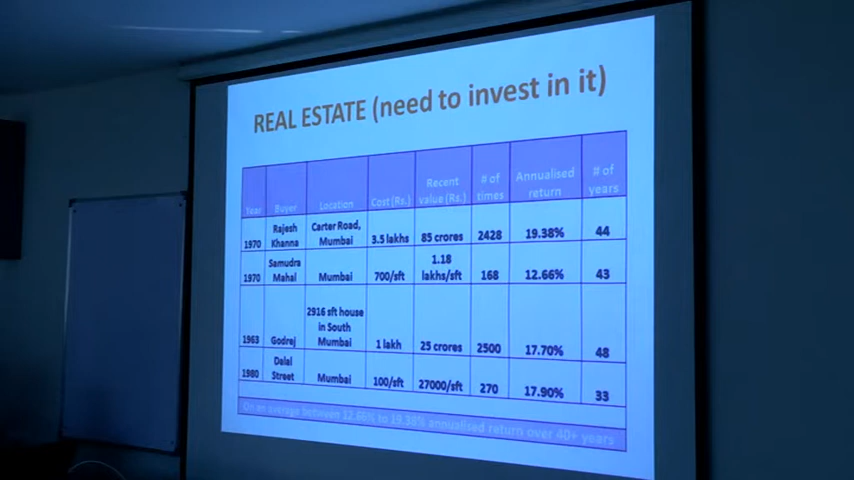 REAL ESTATE (need to invest in it)
Year Buyer Location Cost (Rs.) Recent value (Rs.) # of times Annualised return # of years
1970 Rajesh Khanna Carter Road, Mumbai 3.5 lakhs 85 crores 2428 19.38% 44
1970 Samudra Mahal Mumbai 700/sft 1.18 lakhs/sft 168 12.66% 43
1963 Godrej 2916 sft house in South Mumbai 1 lakh 25 crores 2500 17.70% 48
1980 Dalal Street Mumbai 100/sft 27000/sft 270 17.90% 33
On an average between 12.66% to 19.38% annualised return over 40+ years